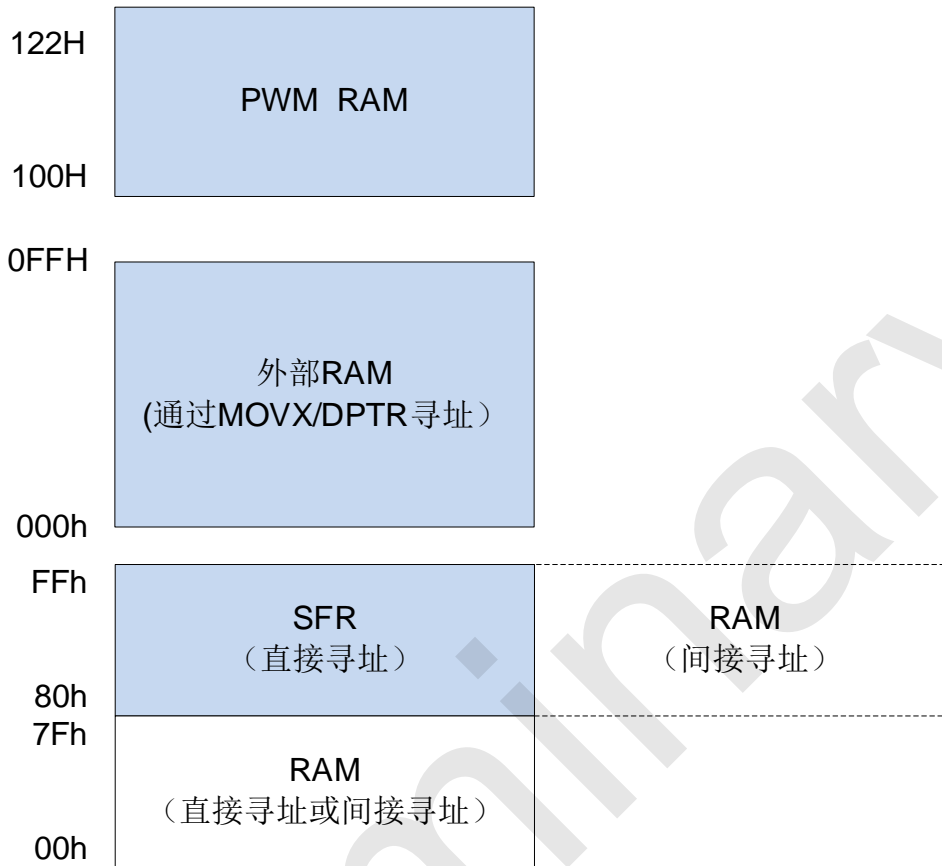 122H
PWM RAM
100H
0FFH
外部RAM
(通过MOVX/DPTR寻址）
000h
FFh
SFR
（直接寻址）
RAM
（间接寻址）
80h
7Fh
RAM
（直接寻址或间接寻址）
00h
minary